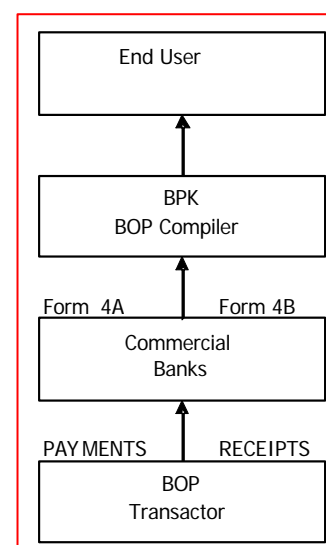 End User
BPK
BOP Compiler
Form 4A Form 4B
Commercial
Banks
PAYMENTS RECEIPTS
BOP
Transactor